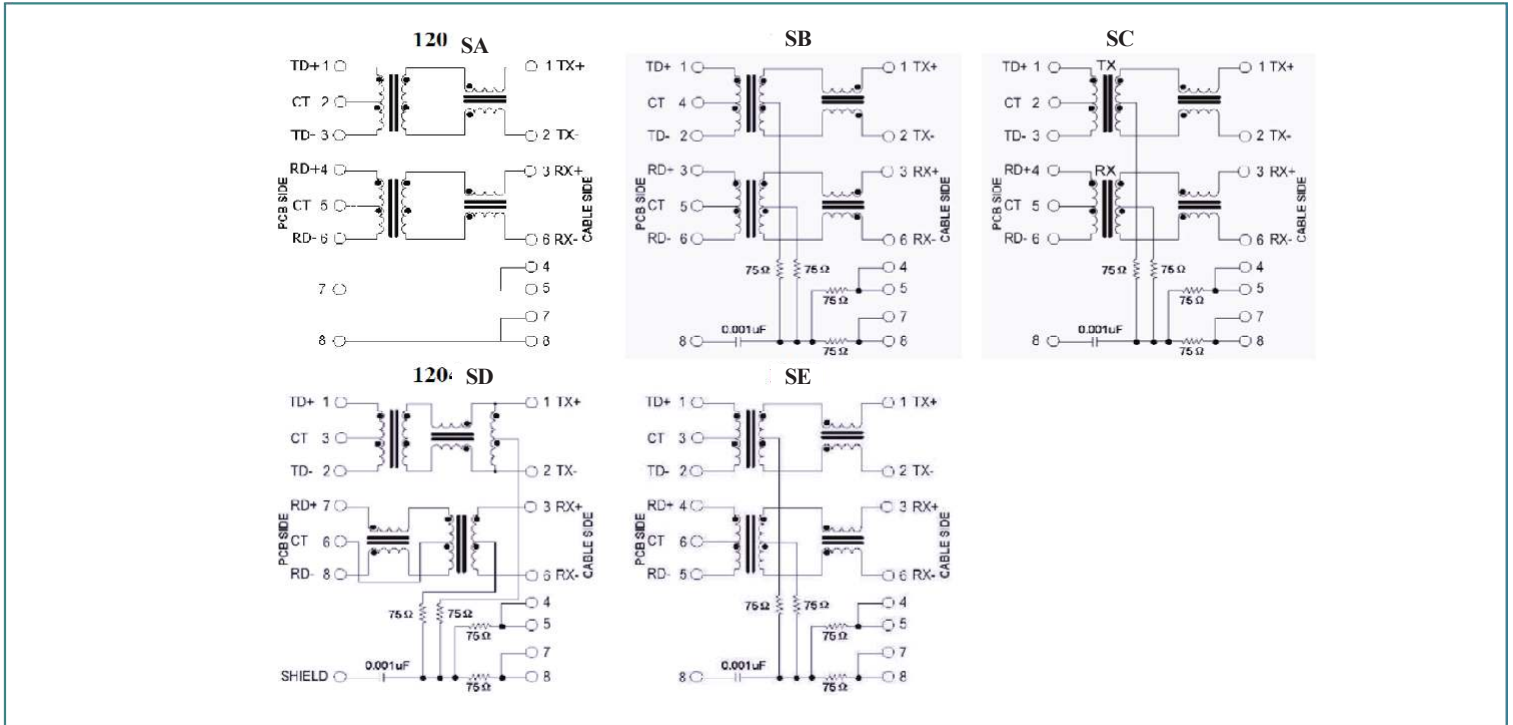 120 SA
TD+ 1
CT 2
TD- 3
RD+4
CT 5
RD- 6
PCB SIDE
7
8
1 TX+
2 TX-
3 RX+
6 RX-
CABLE SIDE
4
5
7
8
SB
TD+ 1
CT 4
TD- 2
RD+ 3
CT 5
RD- 6
PCB SIDE
1 TX+
2 TX-
3 RX+
6 RX-
CABLE SIDE
75Ω 75Ω
4
5
75Ω
7
8 0.001uF
75Ω
8
SC
TD+ 1
TX
CT 2
TD- 3
RD+4
RX
CT 5
RD- 6
PCB SIDE
1 TX+
2 TX-
3 RX+
6 RX-
CABLE SIDE
75Ω 75Ω
4
5
75Ω
7
8 0.001uF
75Ω
8
120 SD
TD+ 1
CT 3
TD- 2
RD+ 7
CT 6
RD- 8
PCB SIDE
1 TX+
2 TX-
3 RX+
6 RX-
CABLE SIDE
75Ω 75Ω
4
5
75Ω
7
SHIELD 0.001uF
75Ω
8
SE
TD+ 1
CT 3
TD- 2
RD+ 4
CT 6
RD- 5
PCB SIDE
1 TX+
2 TX-
3 RX+
6 RX-
CABLE SIDE
75Ω 75Ω
4
5
75Ω
7
8 0.001uF
75Ω
8